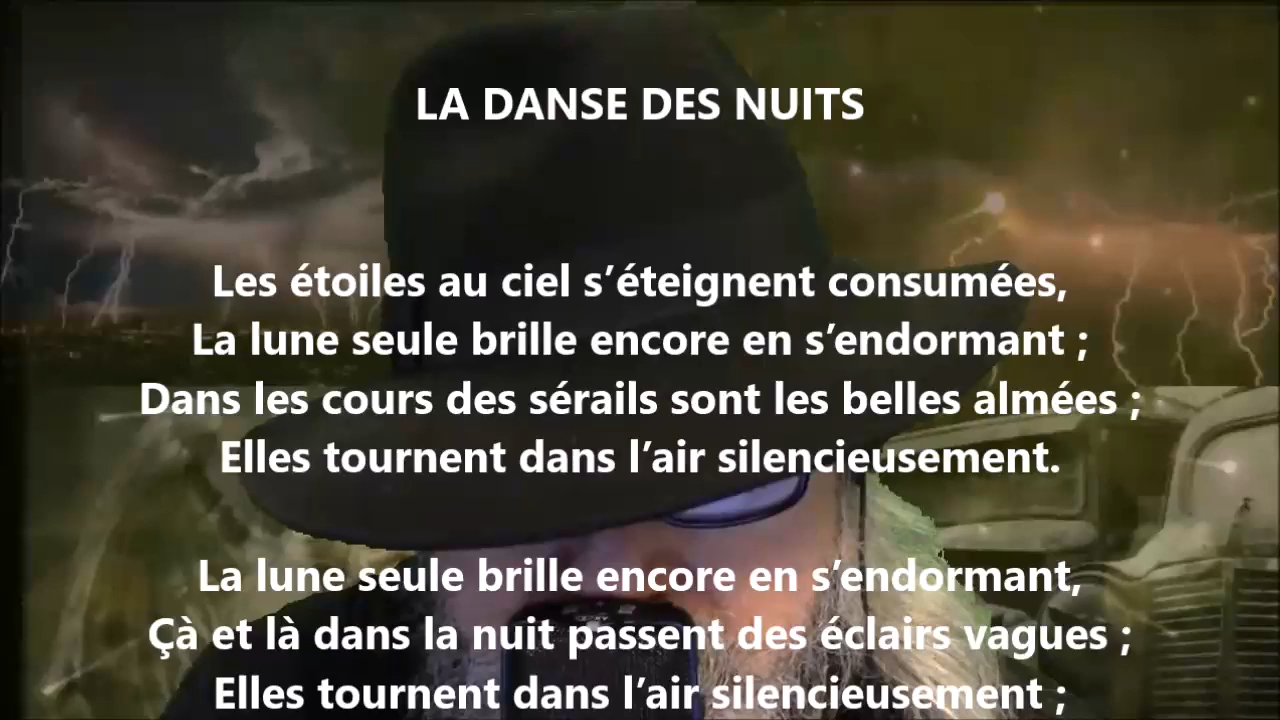 LA DANSE DES NUITS
Les étoiles au ciel s’éteignent consumées,
La lune seule brille encore en s’endormant ;
Dans les cours des sérails sont les belles almées ;
Elles tournent dans l’air silencieusement.
La lune seule brille encore en s’endormant,
Çà et là dans la nuit passent des éclairs vagues ;
Elles tournent dans l’air silencieusement ;